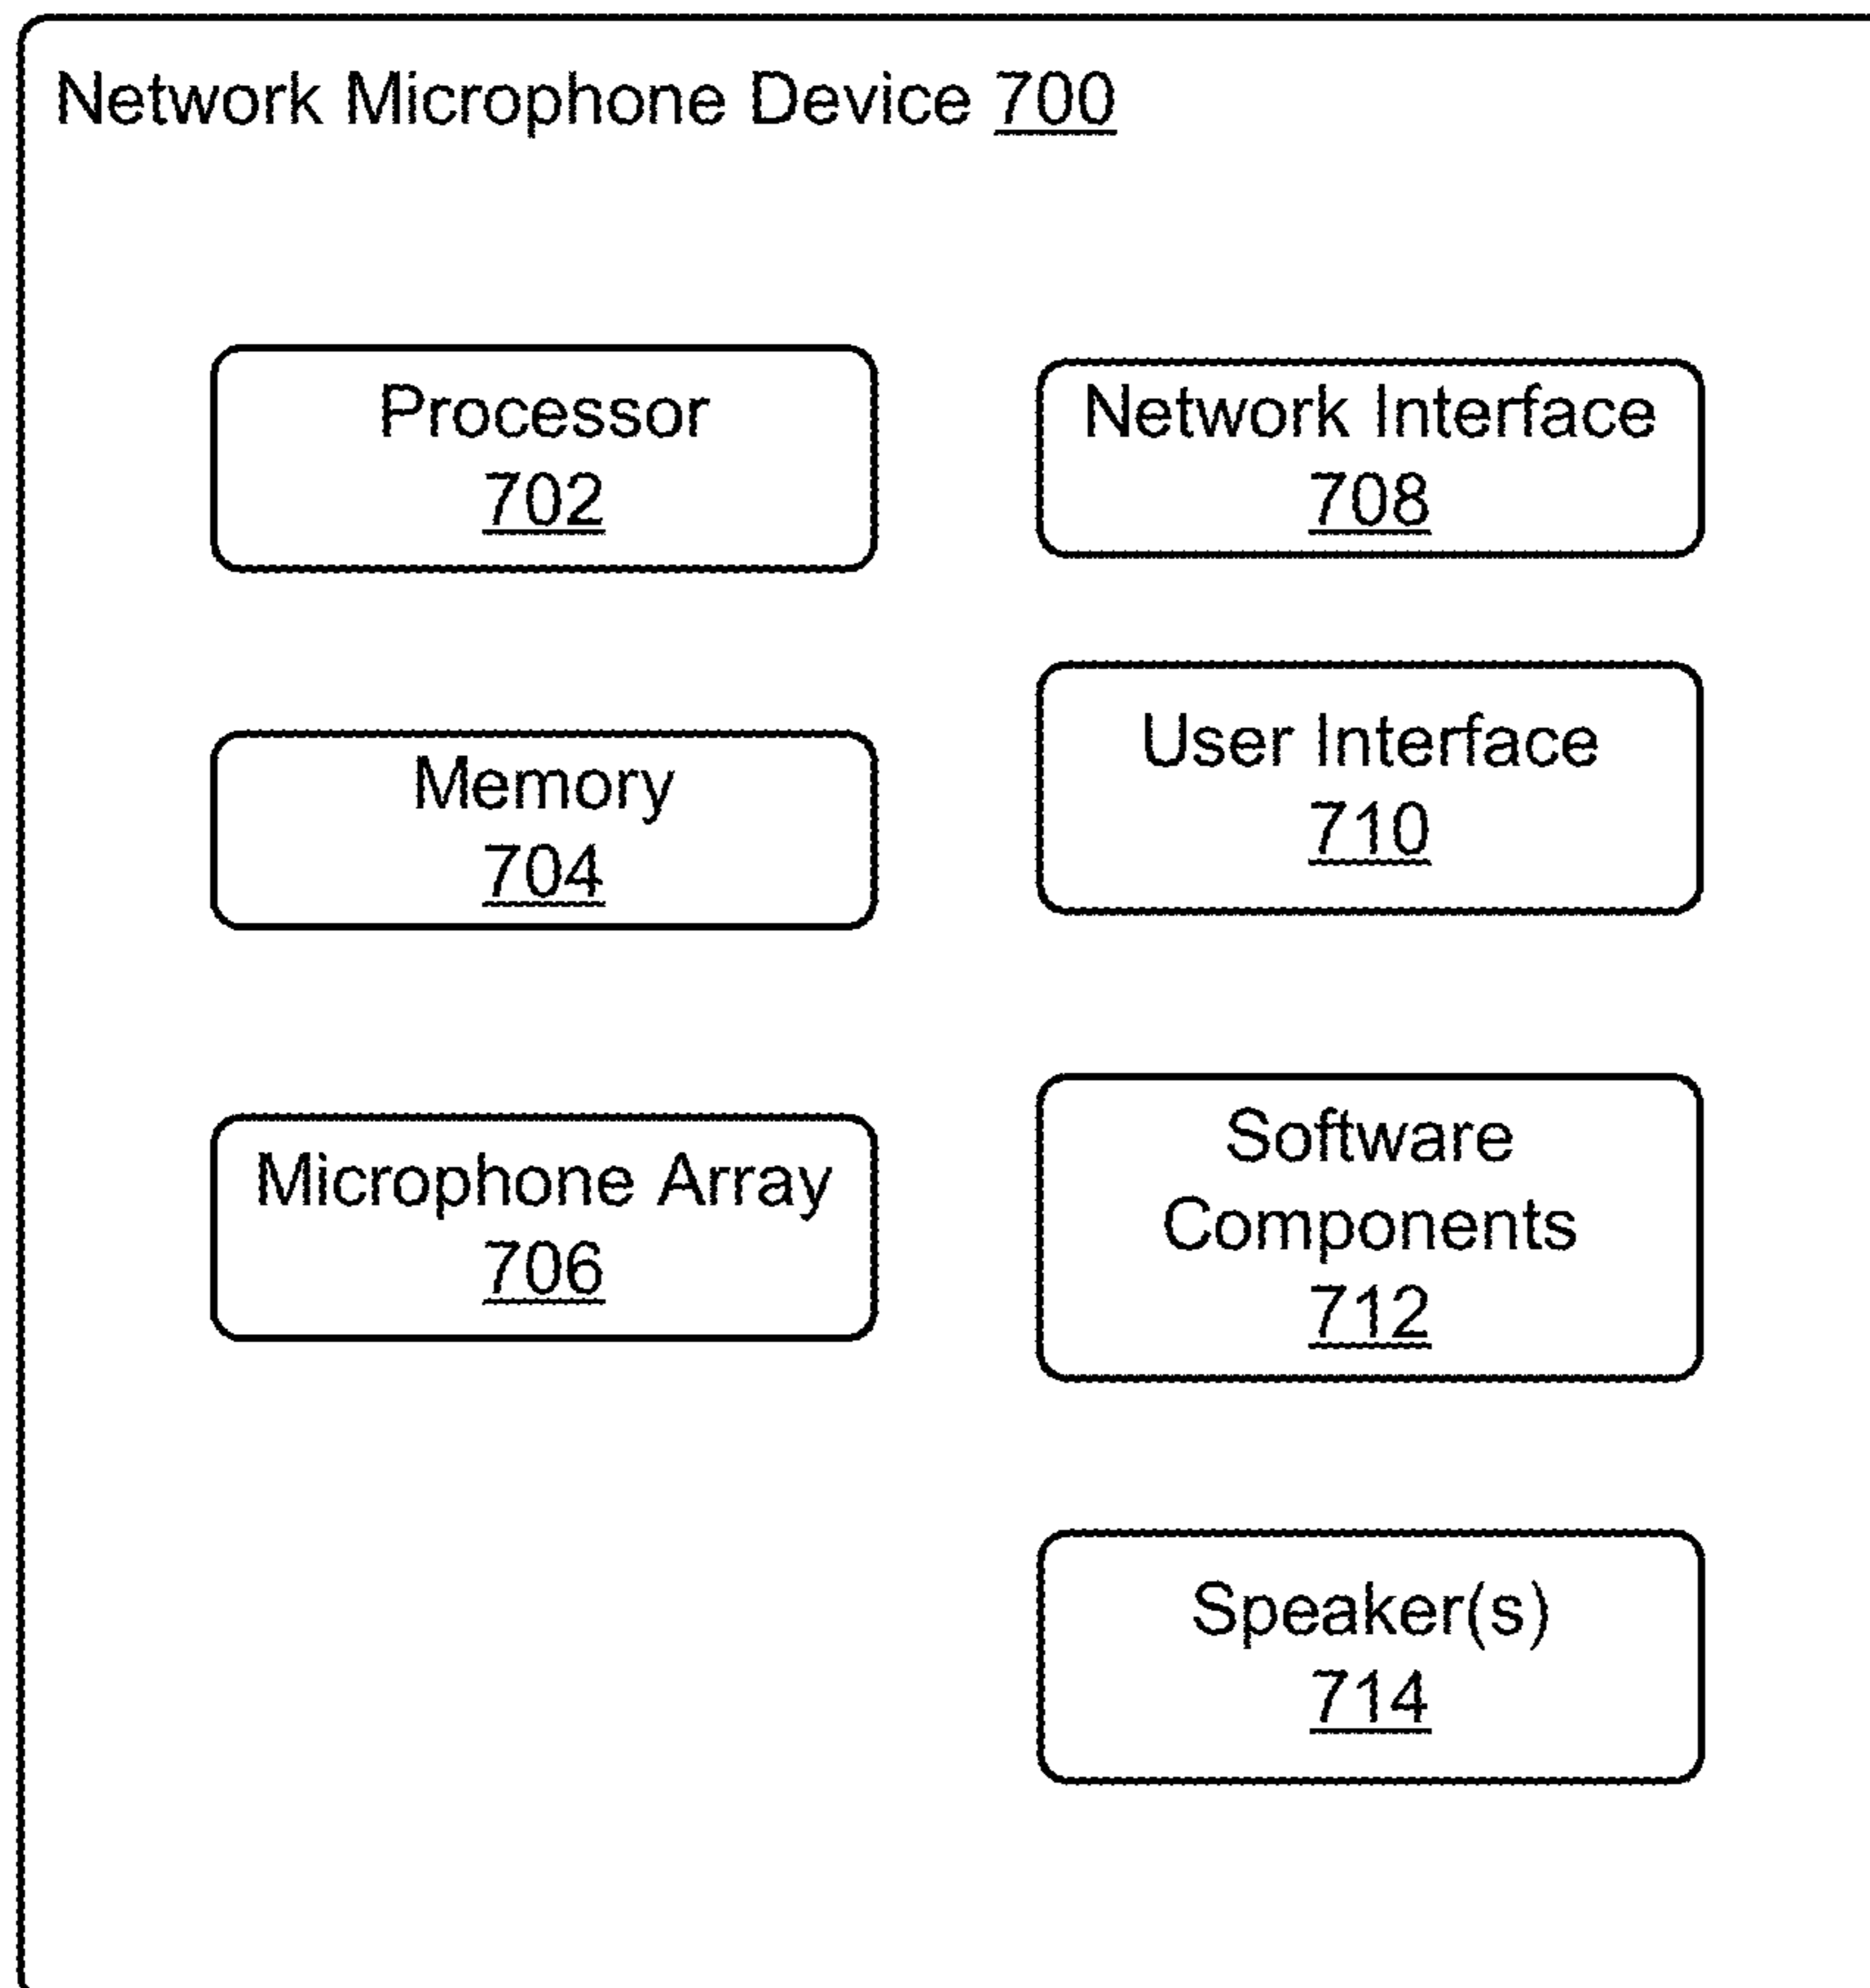 Network Microphone Device 700
Processor
702
Memory
704
Microphone Array
706
Network Interface
708
User Interface
710
Software
Components
712
Speaker(s)
714